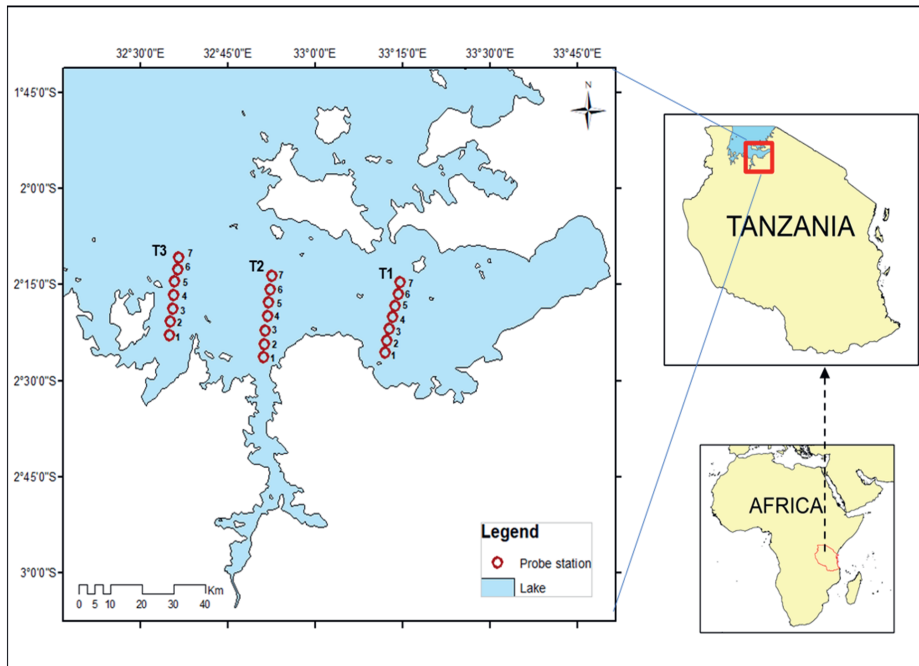 32°30'0"E 32°45'0"E 33°0'0"E 33°15'0"E 33°30'0"E 33°45'0"E
1°45'0"S
2°0'0"S
2°15'0"S
2°30'0"S
2°45'0"S
3°0'0"S
N
T3
7
6
5
4
3
2
1
T2
7
6
5
4
3
2
1
T1
7
6
5
4
3
2
1
Legend
Probe station
Lake
Km
0 5 10 20 30 40
TANZANIA
AFRICA